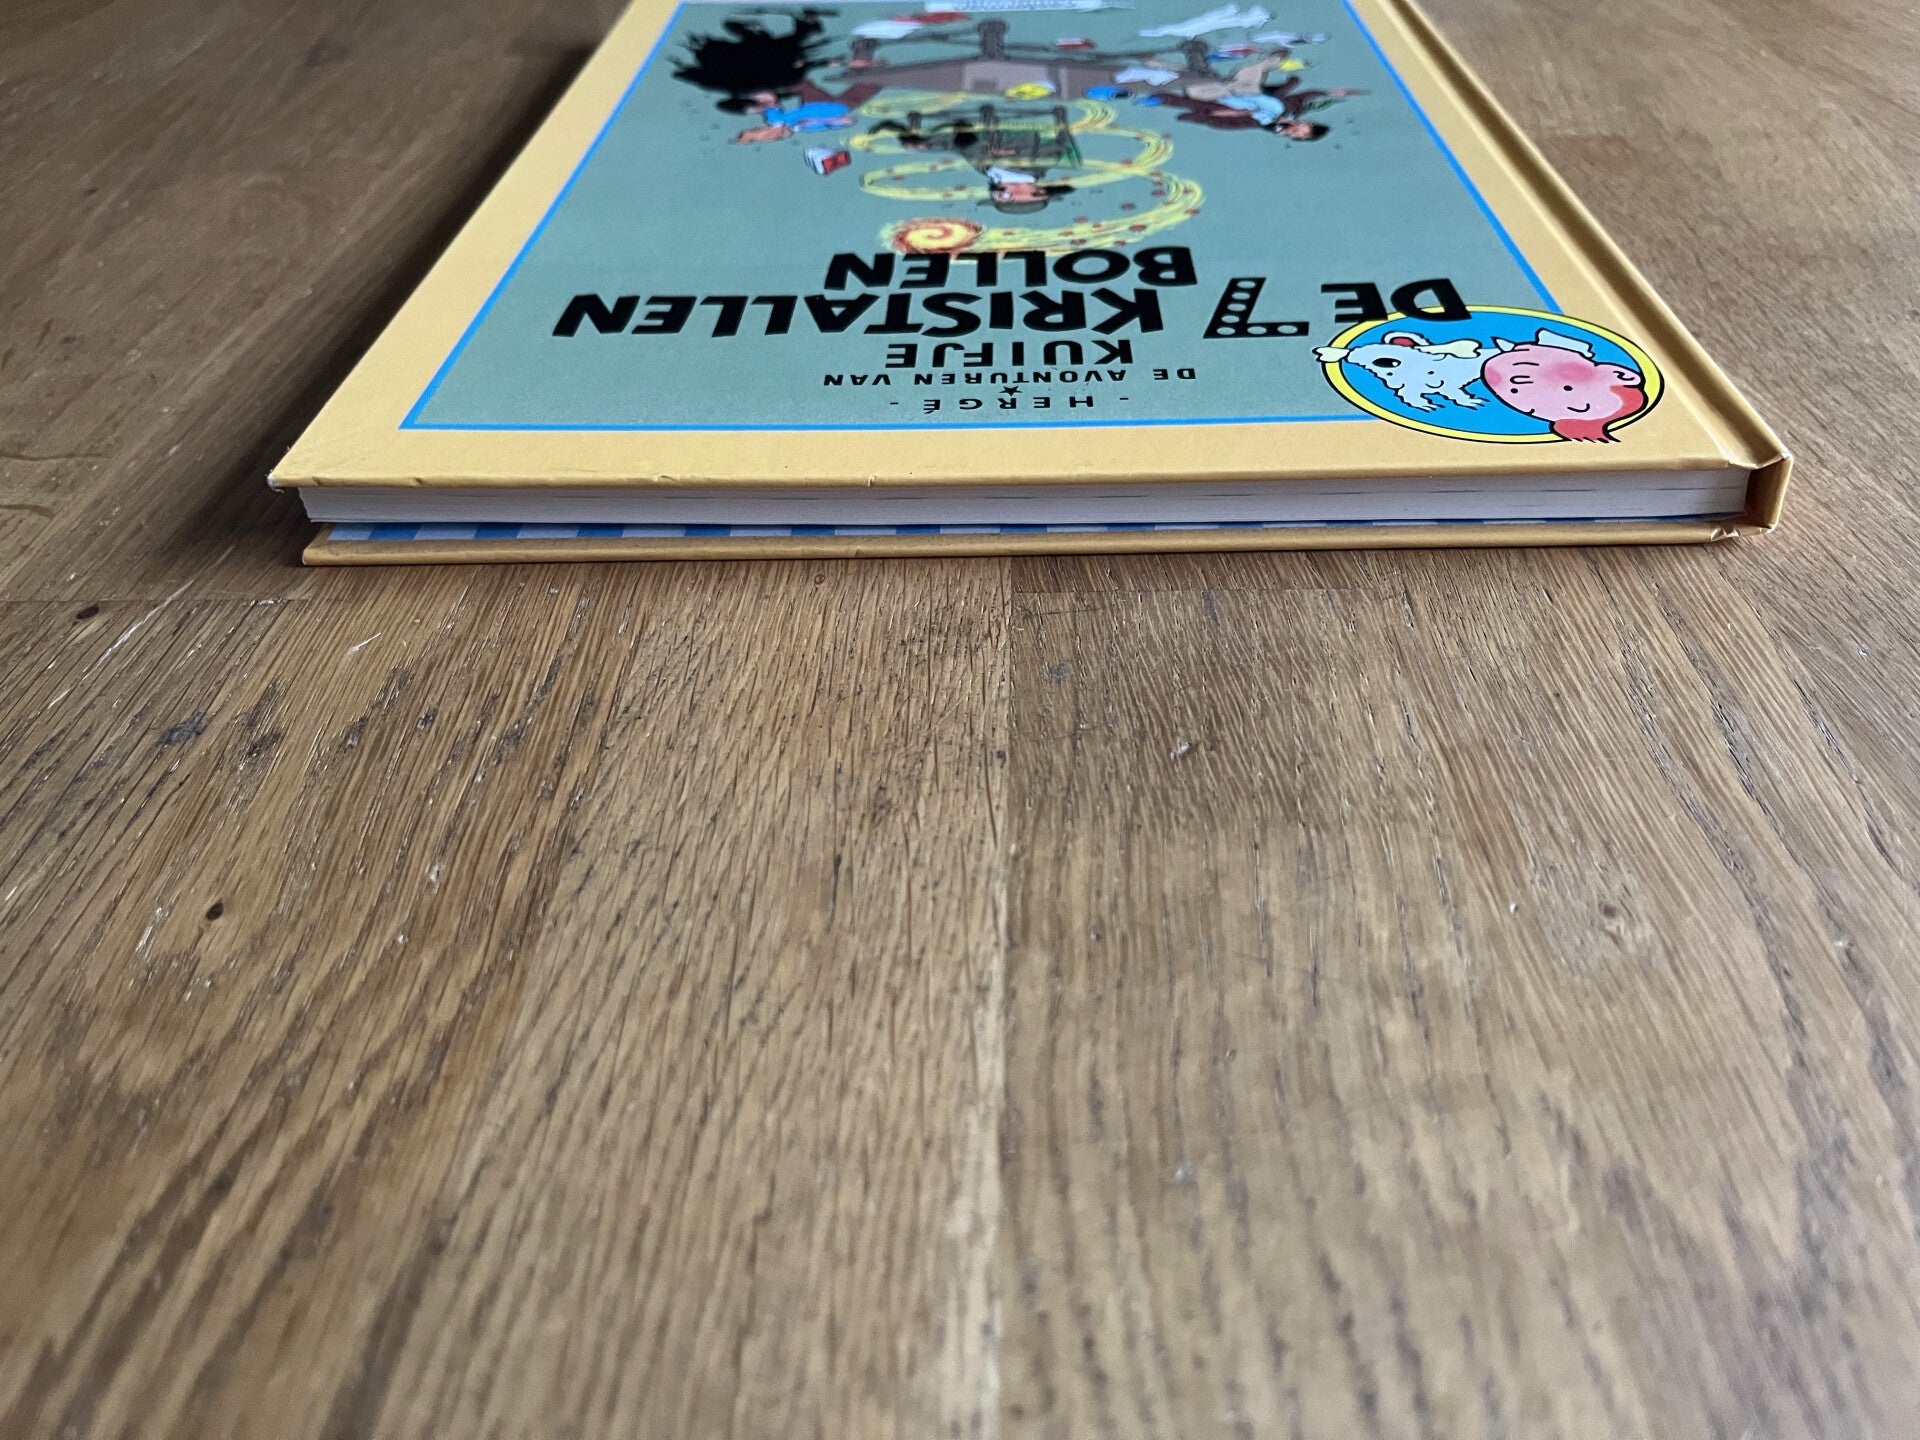 - HERGÉ -
DE AVONTUREN VAN
KUIFJE
DE 7 KRISTALLEN
BOLLEN